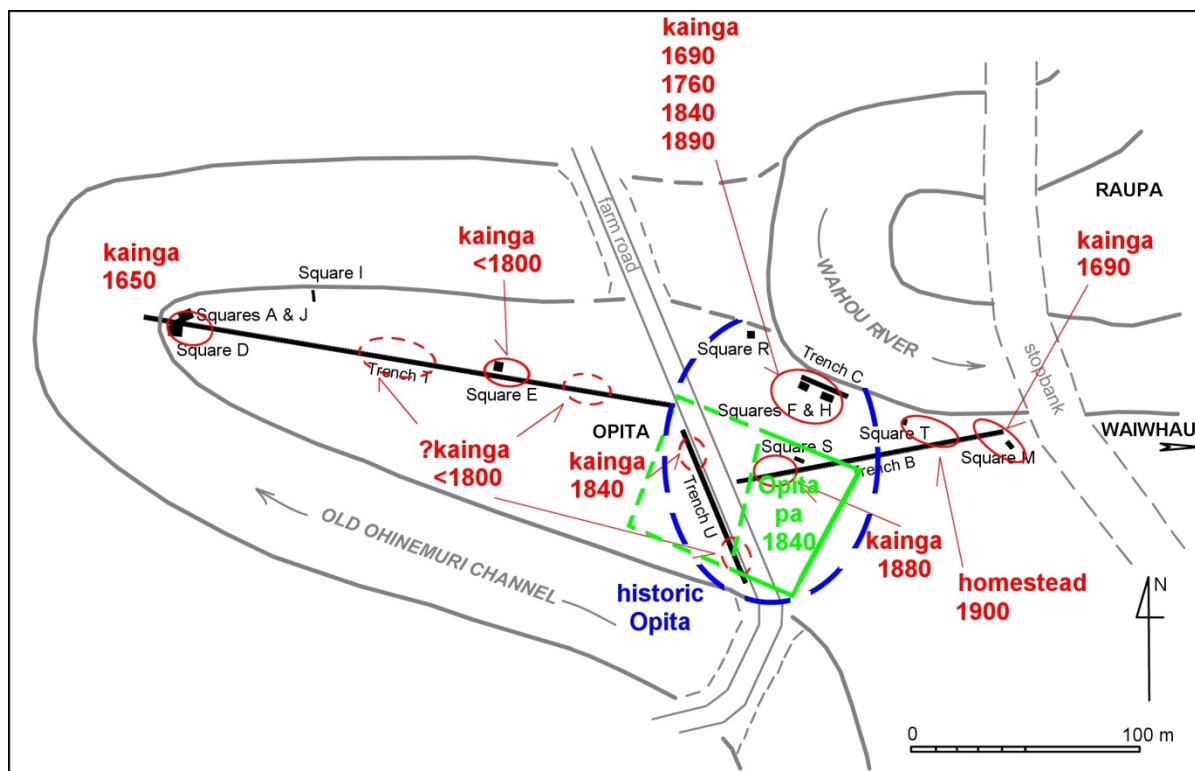 kainga
1690
1760
1840
1890
RAUPA
farm road
kainga
1650
kainga
<1800
kainga
1690
Square I
WAIHOU RIVER
Squares A & J
Square D
Square R
Trench C
stopbank
Trench T
Square E
Squares F & H
Square T
WAIWHAU
OPITA
Square S
Trench B
Square M
?kainga
<1800
kainga
1840
Trench U
Opita
pa
1840
OLD OHINEMURI CHANNEL
kainga
1880
homestead
1900
historic
Opita
N
0
100 m